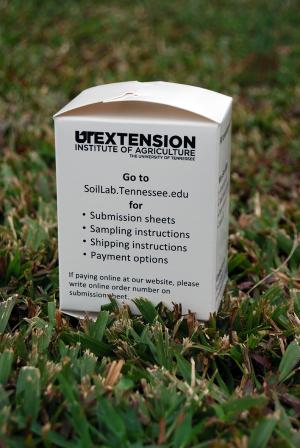 UTEXTENSION
INSTITUTE OF AGRICULTURE
THE UNIVERSITY OF TENNESSEE
Go to
SoilLab.Tennessee.edu
for
• Submission sheets
• Sampling instructions
• Shipping instructions
• Payment options
If paying online at our website, please
write online order number on
submission sheet.